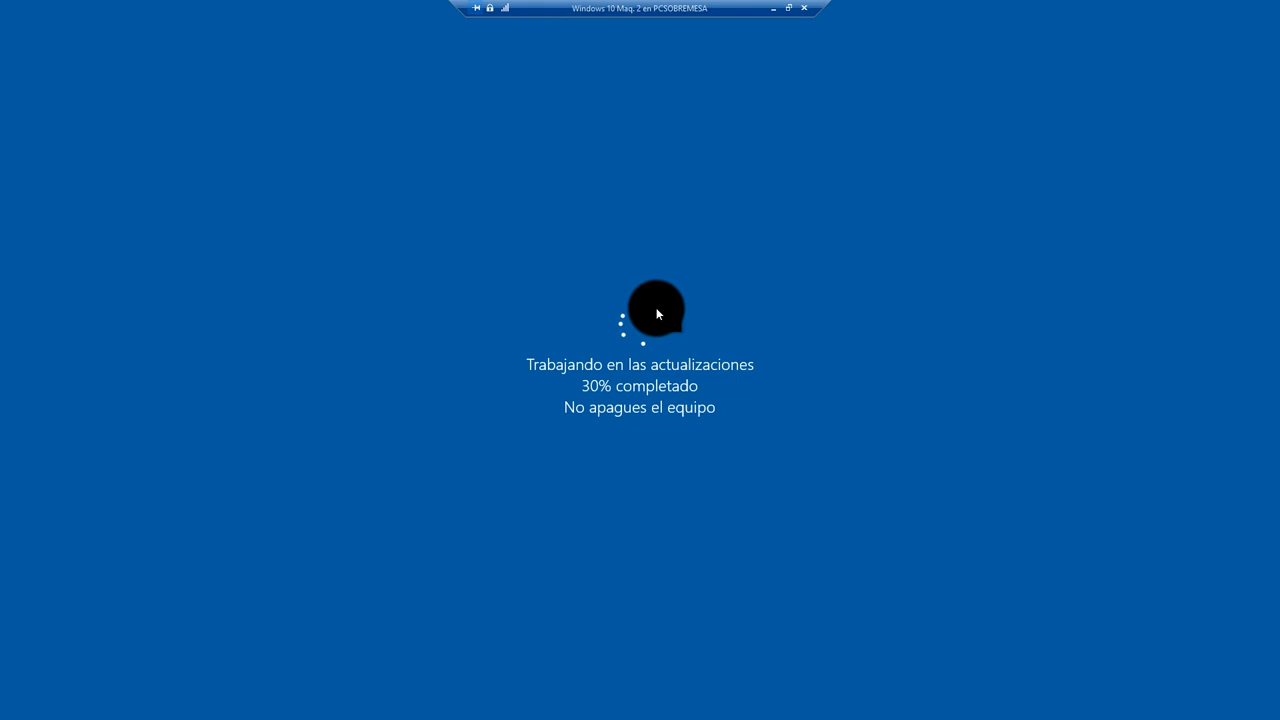 Windows 10 Maq. 2 en PCSOBREMESA
Trabajando en las actualizaciones
30% completado
No apagues el equipo